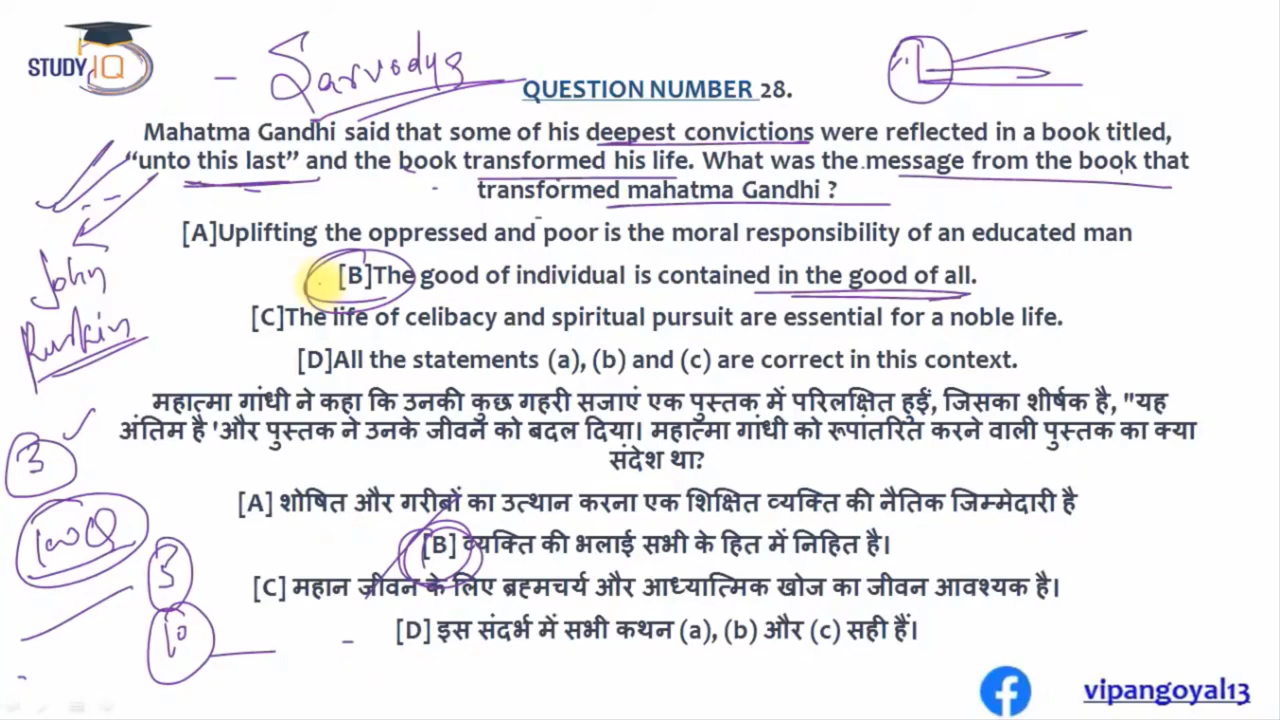 STUDY IQ
- Sarvodya
QUESTION NUMBER 28.
Mahatma Gandhi said that some of his deepest convictions were reflected in a book titled,
“unto this last” and the book transformed his life. What was the message from the book that
transformed mahatma Gandhi ?
[A]Uplifting the oppressed and poor is the moral responsibility of an educated man
[B]The good of individual is contained in the good of all.
[C]The life of celibacy and spiritual pursuit are essential for a noble life.
[D]All the statements (a), (b) and (c) are correct in this context.
John
Ruskin
महात्मा गांधी ने कहा कि उनकी कुछ गहरी सजाएं एक पुस्तक में परिलक्षित हुईं, जिसका शीर्षक है, "यह
अंतिम है 'और पुस्तक ने उनके जीवन को बदल दिया। महात्मा गांधी को रूपांतरित करने वाली पुस्तक का क्या
संदेश था?
[A] शोषित और गरीबों का उत्थान करना एक शिक्षित व्यक्ति की नैतिक जिम्मेदारी है
[B] व्यक्ति की भलाई सभी के हित में निहित है।
[C] महान जीवन के लिए ब्रह्मचर्य और आध्यात्मिक खोज का जीवन आवश्यक है।
[D] इस संदर्भ में सभी कथन (a), (b) और (c) सही हैं।
3
100 Q
3
10
vipangoyal13